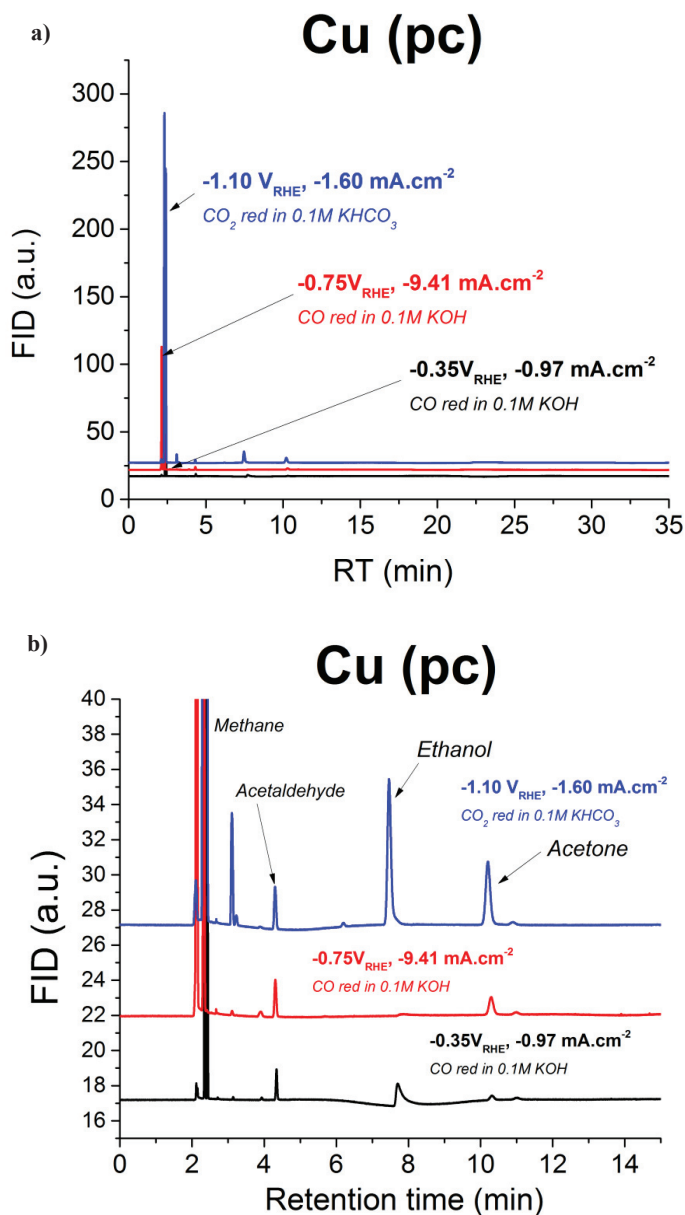 a)
Cu (pc)
300
250
200
150
100
50
0
FID (a.u.)
-1.10 V_RHE, -1.60 mA.cm⁻²
CO₂ red in 0.1M KHCO₃
-0.75V_RHE, -9.41 mA.cm⁻²
CO red in 0.1M KOH
-0.35V_RHE, -0.97 mA.cm⁻²
CO red in 0.1M KOH
0 5 10 15 20 25 30 35
RT (min)
b)
Cu (pc)
40
38
36
34
32
30
28
26
24
22
20
18
16
FID (a.u.)
Methane
Ethanol
Acetaldehyde
-1.10 V_RHE, -1.60 mA.cm⁻²
CO₂ red in 0.1M KHCO₃
Acetone
-0.75V_RHE, -9.41 mA.cm⁻²
CO red in 0.1M KOH
-0.35V_RHE, -0.97 mA.cm⁻²
CO red in 0.1M KOH
0 2 4 6 8 10 12 14
Retention time (min)